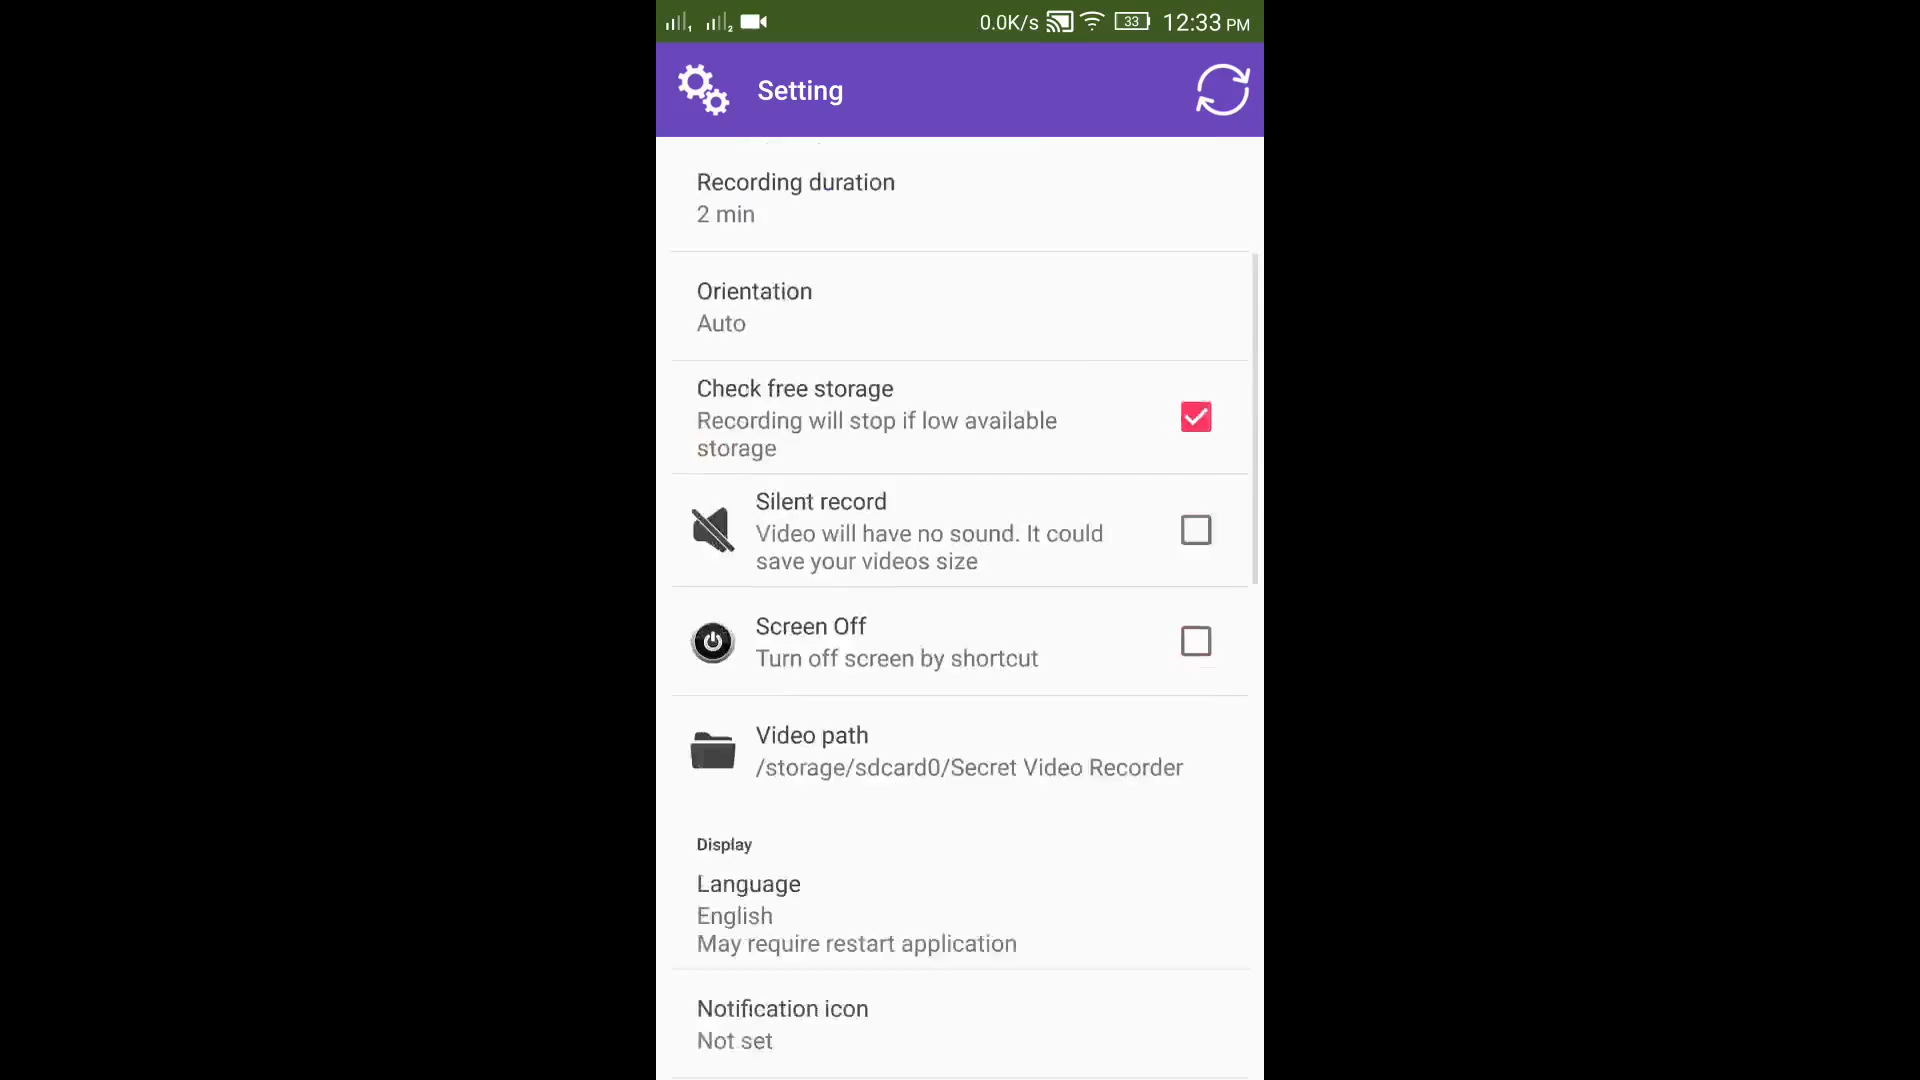 0.0K/s 33 12:33 PM
Setting
Recording duration
2 min
Orientation
Auto
Check free storage
Recording will stop if low available
storage
Silent record
Video will have no sound. It could
save your videos size
Screen Off
Turn off screen by shortcut
Video path
/storage/sdcard0/Secret Video Recorder
Display
Language
English
May require restart application
Notification icon
Not set